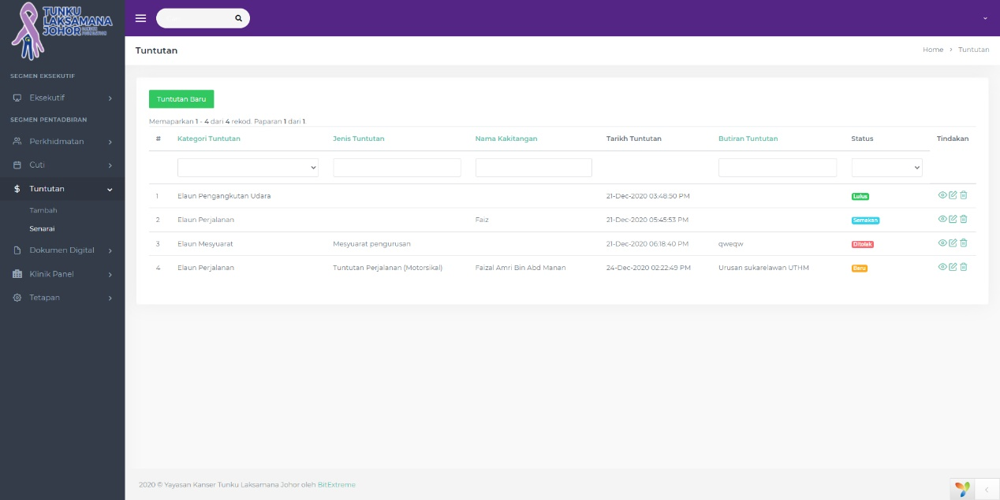 TUNKU
LAKSAMANA
JOHOR
Tuntutan
Home > Tuntutan
SEGMEN EKSEKUTIF
Eksekutif
SEGMEN PENTADBIRAN
Perkhidmatan
Cuti
Tuntutan
Tambah
Senarai
Dokumen Digital
Klinik Panel
Tetapan
Tuntutan Baru
Memaparkan 1 - 4 dari 4 rekod. Paparan 1 dari 1.
# Kategori Tuntutan Jenis Tuntutan Nama Kakitangan Tarikh Tuntutan Butiran Tuntutan Status Tindakan
1 Elaun Pengangkutan Udara 21-Dec-2020 03:48:50 PM Lulus
2 Elaun Perjalanan Faiz 21-Dec-2020 05:45:53 PM Semakan
3 Elaun Mesyuarat Mesyuarat pengurusan 21-Dec-2020 06:18:40 PM qweqw Ditolak
4 Elaun Perjalanan Tuntutan Perjalanan (Motorsikal) Faizal Amri Bin Abd Manan 24-Dec-2020 02:22:49 PM Urusan sukarelawan UTHM Baru
2020 © Yayasan Kanser Tunku Laksamana Johor oleh BitExtreme